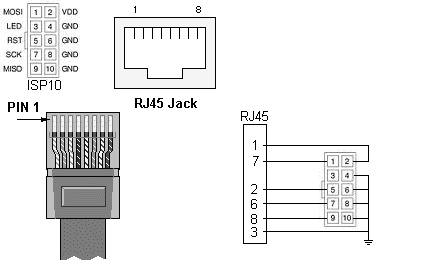 MOSI 1 2 VDD
LED 3 4 GND
RST 5 6 GND
SCK 7 8 GND
MISO 9 10 GND
ISP10
1 8
RJ45 Jack
PIN 1
RJ45
1
7
2
6
8
3
1 2
3 4
5 6
7 8
9 10